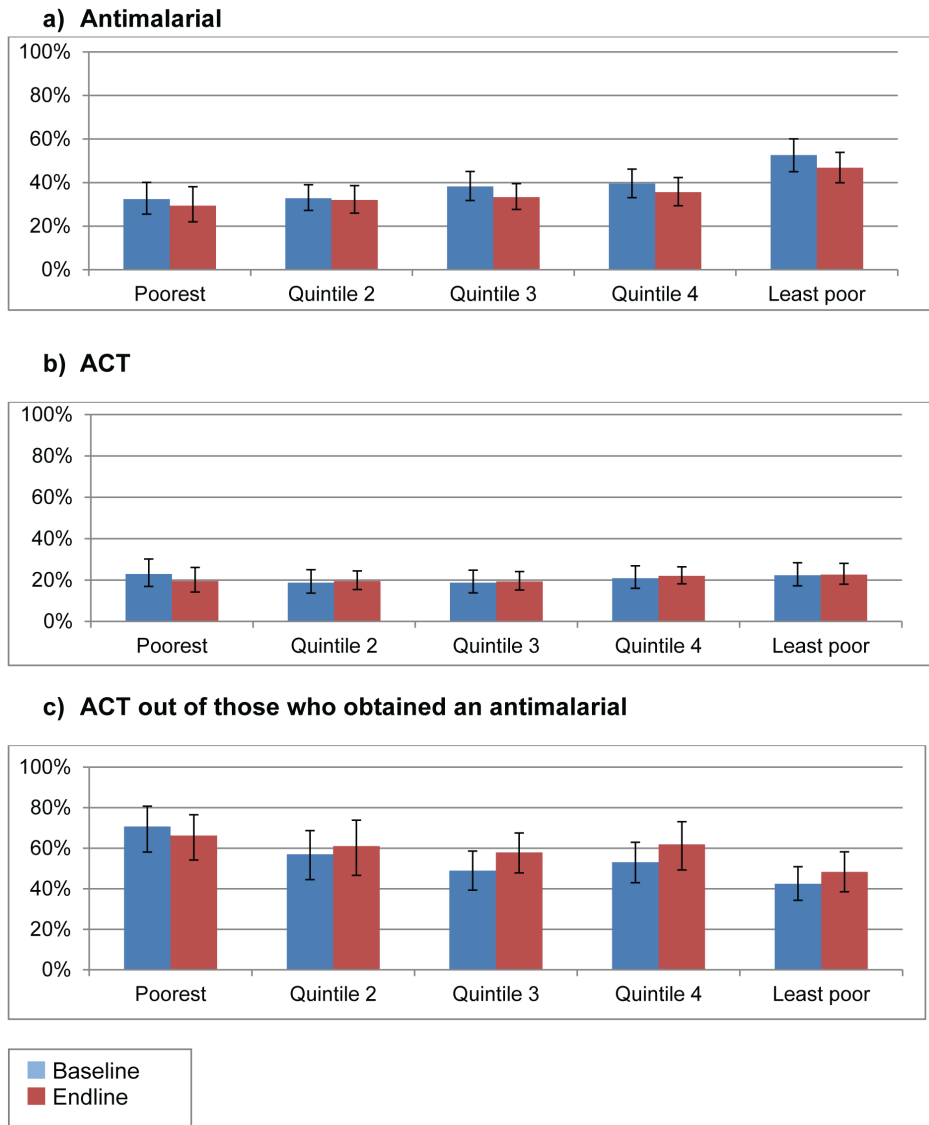 a) Antimalarial
100%
80%
60%
40%
20%
0%
Poorest Quintile 2 Quintile 3 Quintile 4 Least poor
b) ACT
100%
80%
60%
40%
20%
0%
Poorest Quintile 2 Quintile 3 Quintile 4 Least poor
c) ACT out of those who obtained an antimalarial
100%
80%
60%
40%
20%
0%
Poorest Quintile 2 Quintile 3 Quintile 4 Least poor
Baseline
Endline